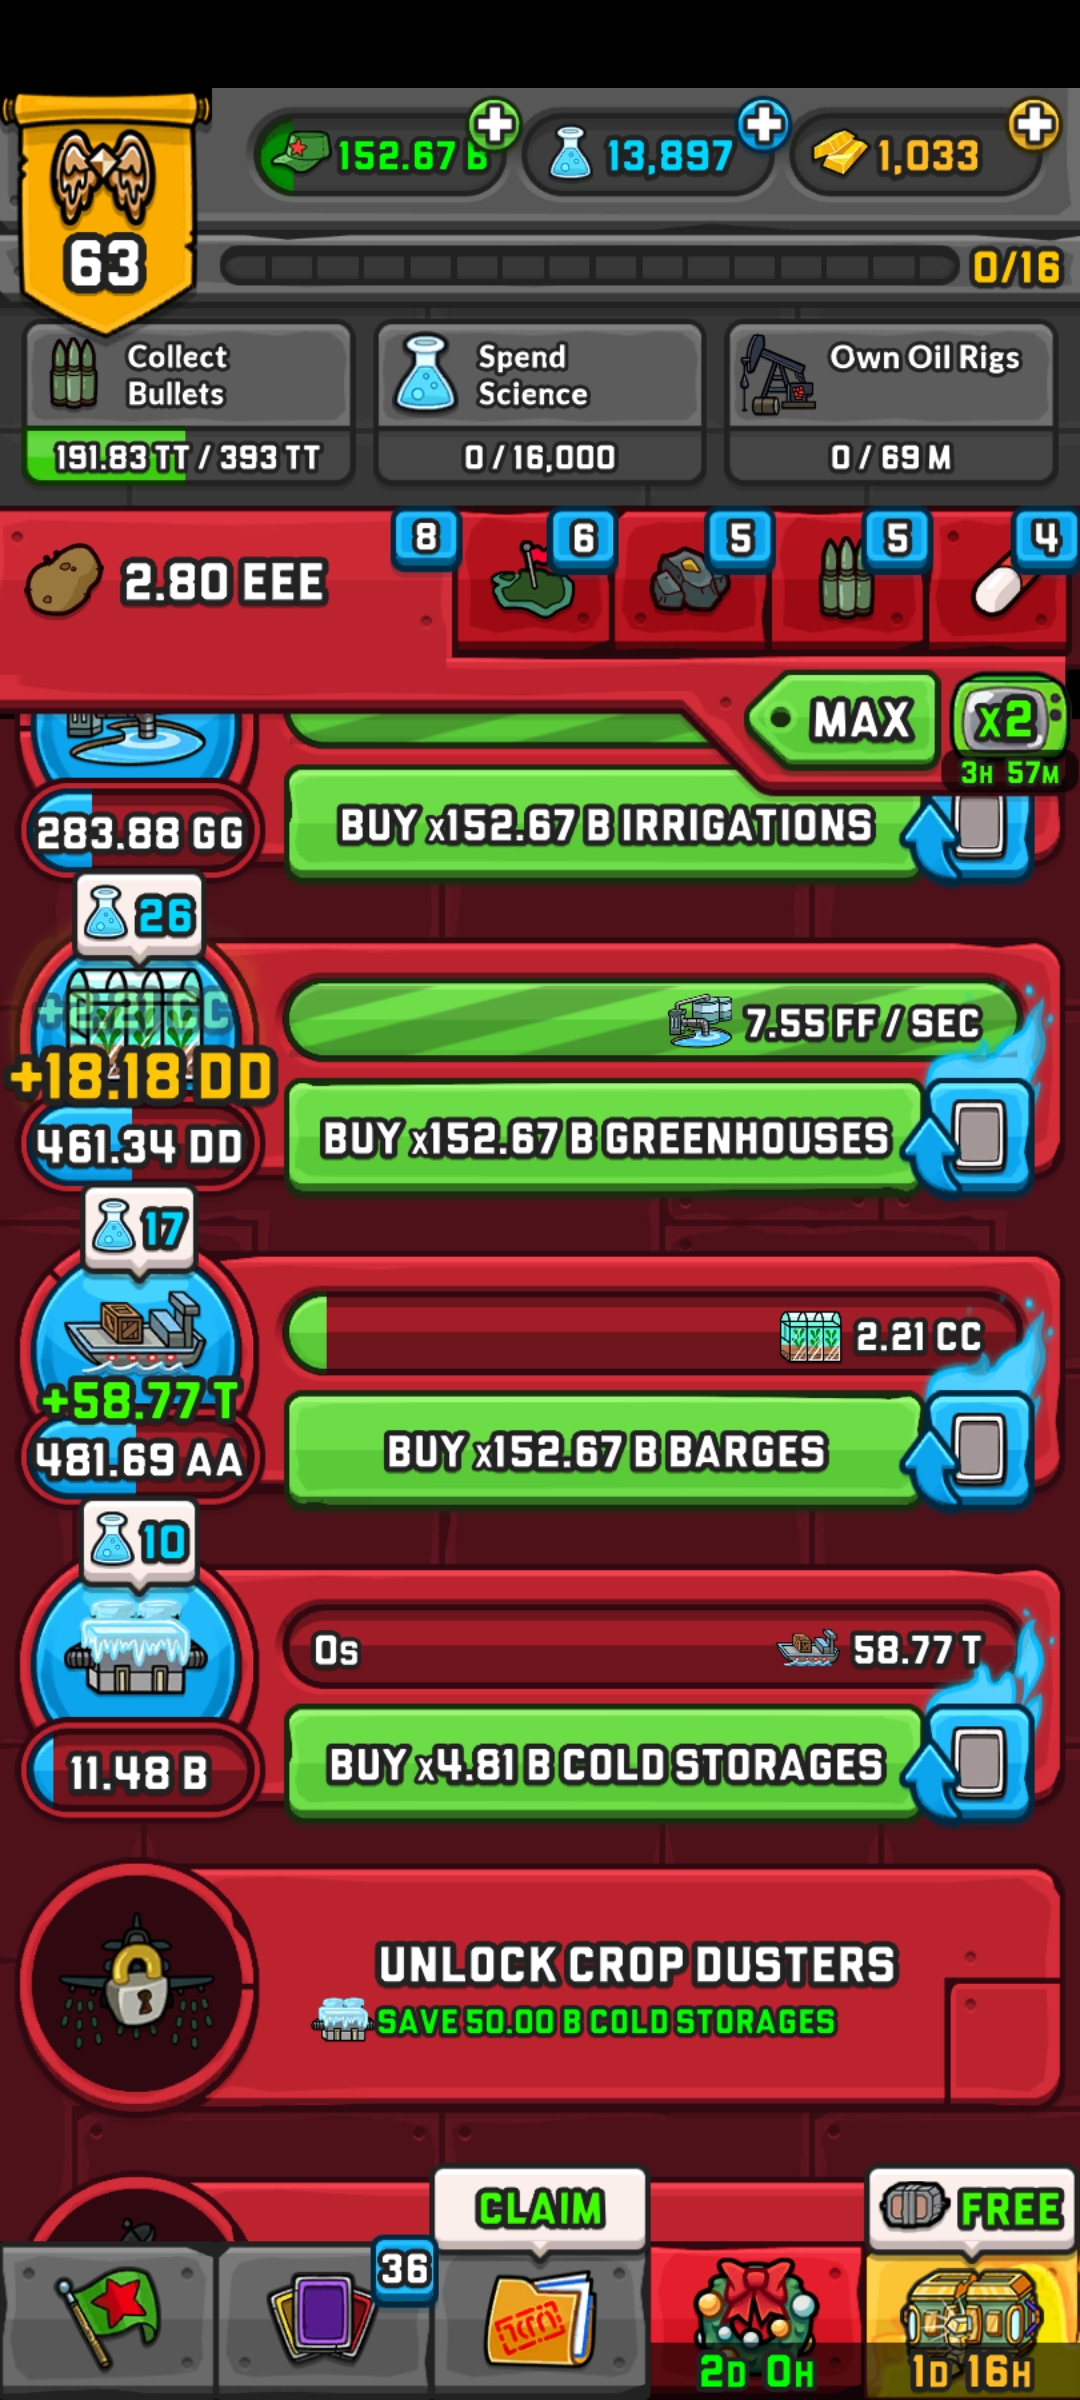 152.67 B
13,897
1,033
63
0/16
Collect
Bullets
191.83 TT / 393 TT
Spend
Science
0 / 16,000
Own Oil Rigs
0 / 69 M
2.80 EEE
8
6
5
5
4
MAX
x2
3H 57M
283.88 GG
BUY x152.67 B IRRIGATIONS
26
+2.21 CC
+18.18 DD
7.55 FF / SEC
461.34 DD
BUY x152.67 B GREENHOUSES
17
2.21 CC
+58.77 T
481.69 AA
BUY x152.67 B BARGES
10
0s
58.77 T
11.48 B
BUY x4.81 B COLD STORAGES
UNLOCK CROP DUSTERS
SAVE 50.00 B COLD STORAGES
CLAIM
FREE
36
2D 0H
1D 16H